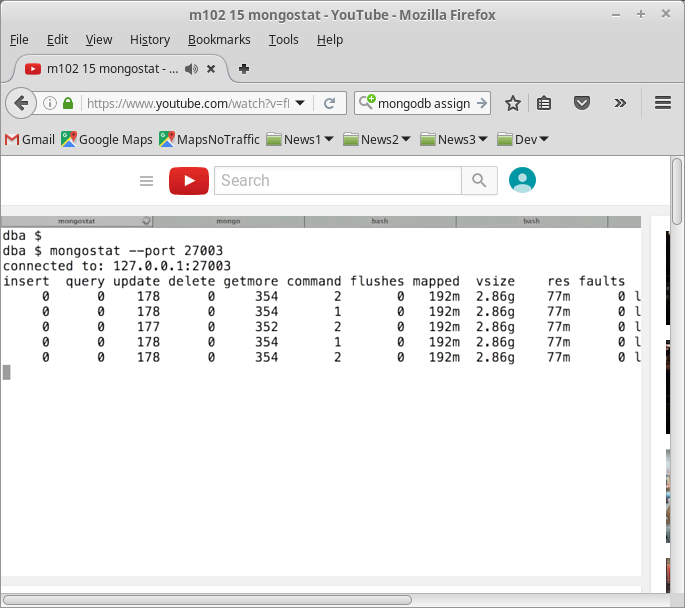 m102 15 mongostat - YouTube - Mozilla Firefox
File Edit View History Bookmarks Tools Help
m102 15 mongostat - ...
https://www.youtube.com/watch?v=fl
mongodb assign
Gmail Google Maps MapsNoTraffic News1 News2 News3 Dev
Search
mongostat mongo bash bash
dba $
dba $ mongostat --port 27003
connected to: 127.0.0.1:27003
insert query update delete getmore command flushes mapped vsize res faults
0 0 178 0 354 2 0 192m 2.86g 77m 0 l
0 0 178 0 354 1 0 192m 2.86g 77m 0 l
0 0 177 0 352 2 0 192m 2.86g 77m 0 l
0 0 178 0 354 1 0 192m 2.86g 77m 0 l
0 0 178 0 354 2 0 192m 2.86g 77m 0 l